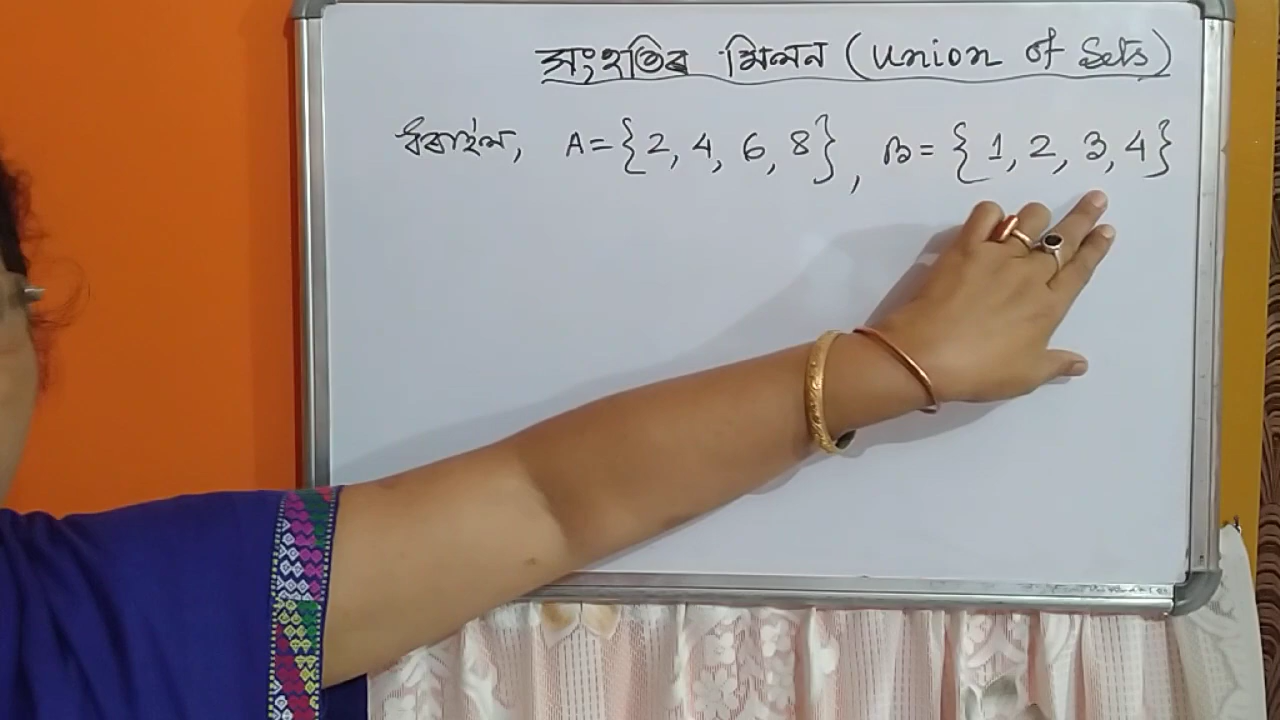 সংহতিৰ মিলন (Union of Sets)
ধৰাহ'ল, A = {2, 4, 6, 8}, B = {1, 2, 3, 4}